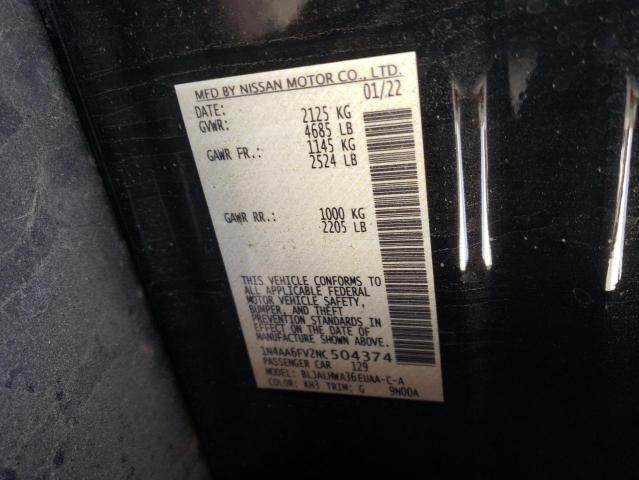 MFD BY NISSAN MOTOR CO., LTD.
DATE: 01/22
GVWR: 2125 KG
4685 LB
GAWR FR.: 1145 KG
2524 LB
GAWR RR.: 1000 KG
2205 LB
THIS VEHICLE CONFORMS TO
ALL APPLICABLE FEDERAL
MOTOR VEHICLE SAFETY,
BUMPER, AND THEFT
PREVENTION STANDARDS IN
EFFECT ON THE DATE OF
MANUFACTURE SHOWN ABOVE.
1N4AA6FV2NC504374
PASSENGER CAR 129
MODEL: BLJALHWA36EUAA-C-A
COLOR: KH3 TRIM: G 9N00A